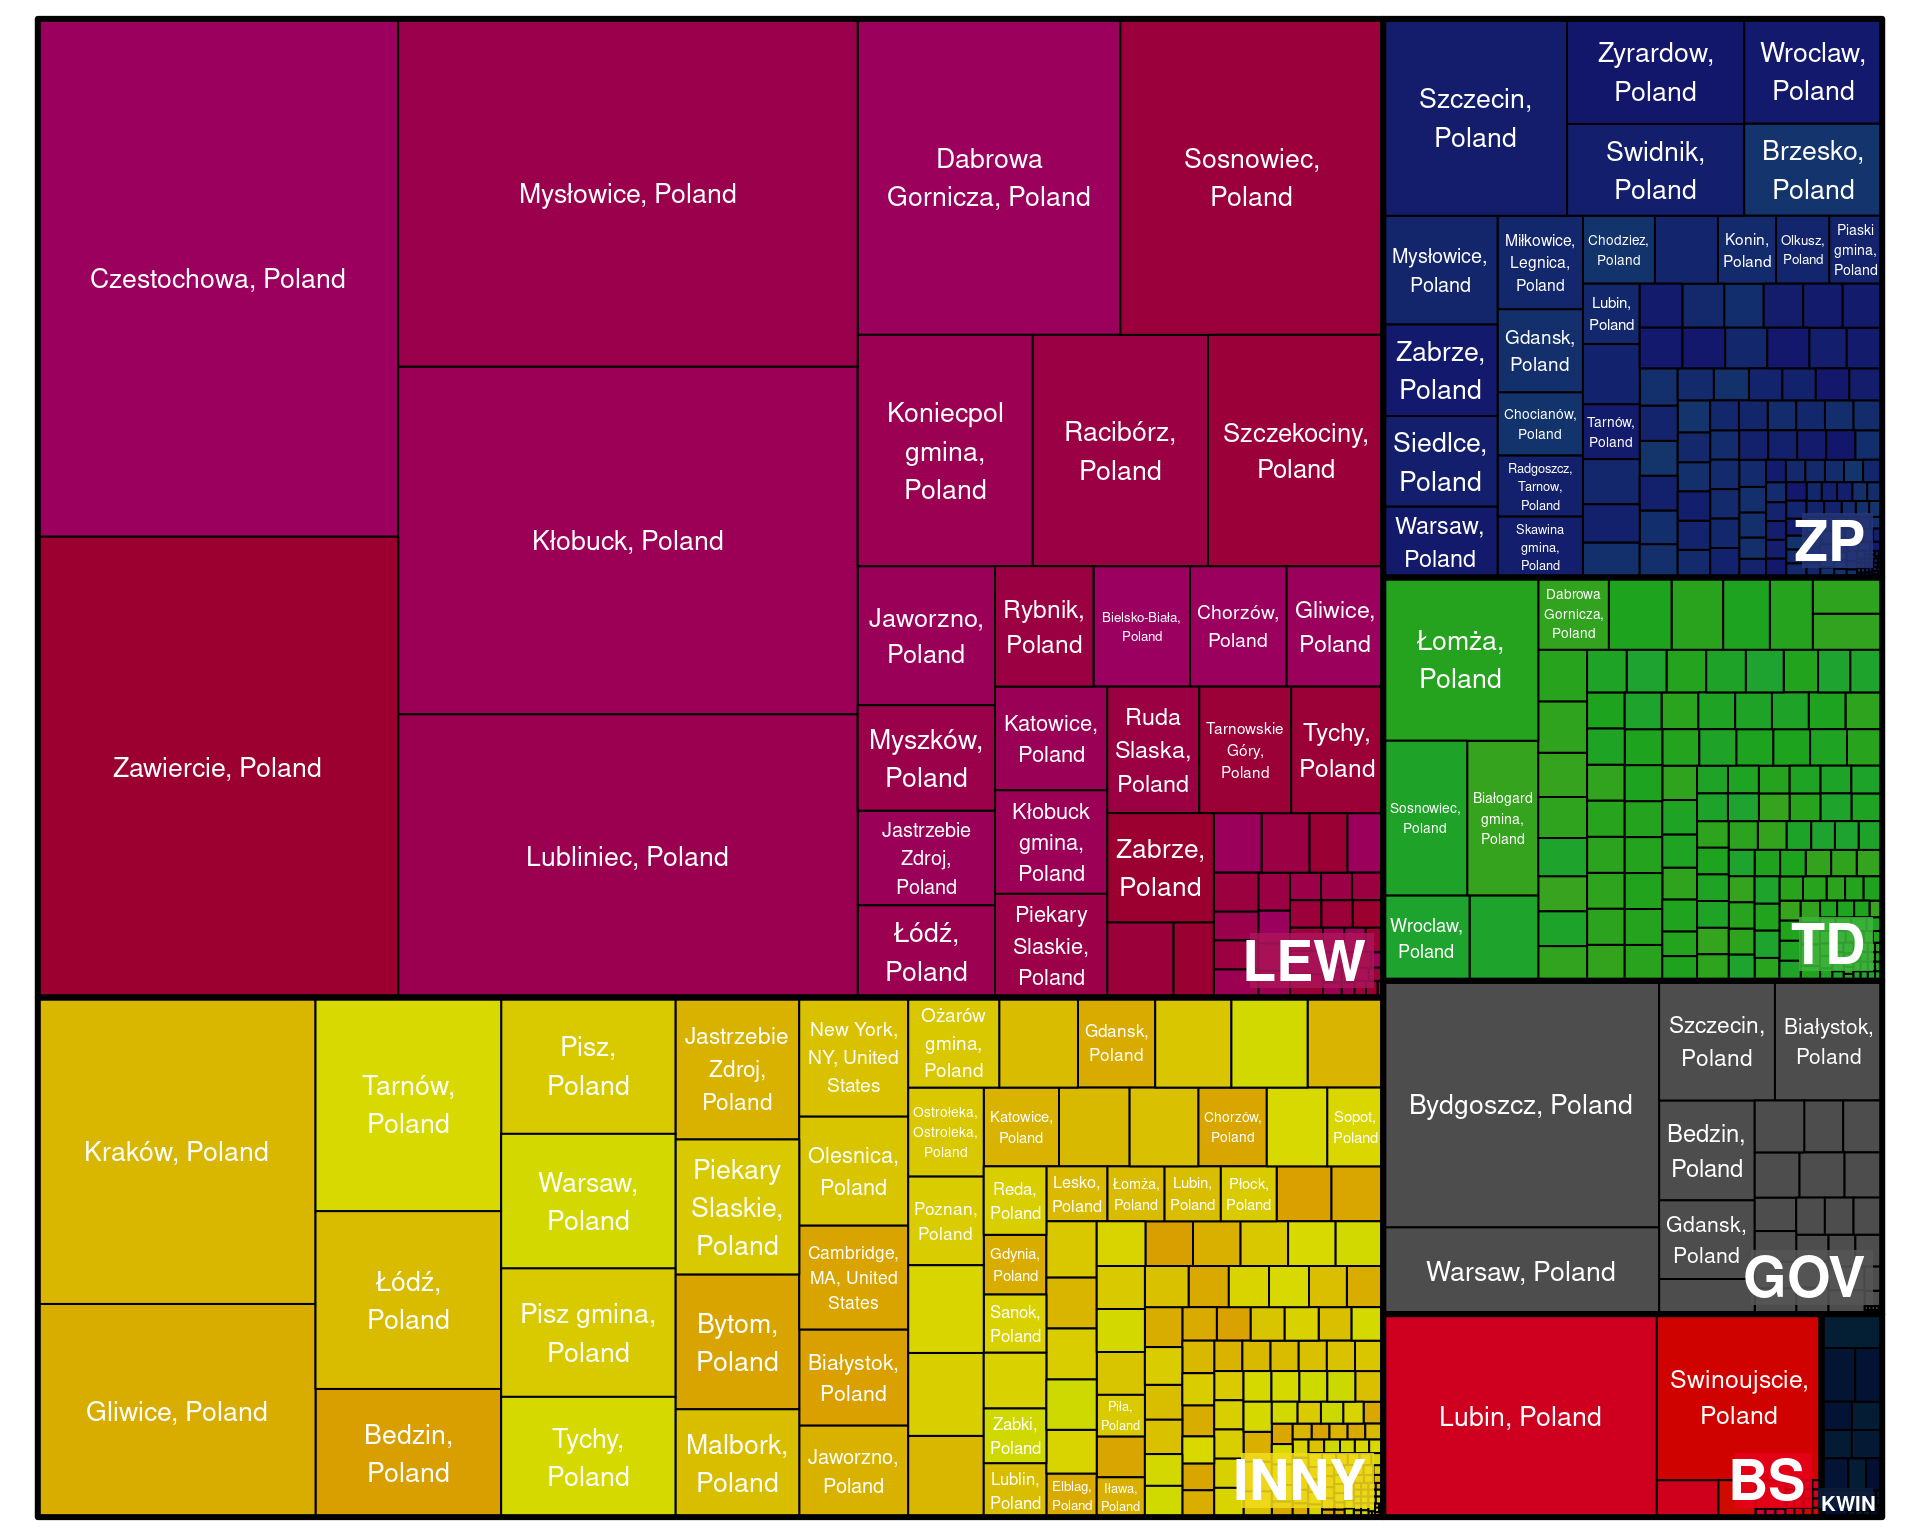 Czestochowa, Poland
Zawiercie, Poland
Mysłowice, Poland
Kłobuck, Poland
Lubliniec, Poland
Dabrowa
Gornicza, Poland
Sosnowiec,
Poland
Koniecpol
gmina,
Poland
Racibórz,
Poland
Szczekociny,
Poland
Jaworzno,
Poland
Myszków,
Poland
Jastrzebie
Zdroj,
Poland
Łódź,
Poland
Rybnik,
Poland
Bielsko-Biała,
Poland
Chorzów,
Poland
Gliwice,
Poland
Katowice,
Poland
Kłobuck
gmina,
Poland
Piekary
Slaskie,
Poland
Ruda
Slaska,
Poland
Tarnowskie
Góry,
Poland
Tychy,
Poland
Zabrze,
Poland
LEW
Szczecin,
Poland
Zyrardow,
Poland
Wroclaw,
Poland
Swidnik,
Poland
Brzesko,
Poland
Mysłowice,
Poland
Zabrze,
Poland
Siedlce,
Poland
Warsaw,
Poland
Miłkowice,
Legnica,
Poland
Gdansk,
Poland
Chocianów,
Poland
Radgoszcz,
Tarnow,
Poland
Skawina
gmina,
Poland
Chodziez,
Poland
Konin,
Poland
Olkusz,
Poland
Piaski
gmina,
Poland
Lubin,
Poland
Tarnów,
Poland
ZP
Łomża,
Poland
Sosnowiec,
Poland
Białogard
gmina,
Poland
Wroclaw,
Poland
Dabrowa
Gornicza,
Poland
TD
Kraków, Poland
Gliwice, Poland
Tarnów,
Poland
Łódź,
Poland
Bedzin,
Poland
Pisz,
Poland
Warsaw,
Poland
Pisz gmina,
Poland
Tychy,
Poland
Jastrzebie
Zdroj,
Poland
Piekary
Slaskie,
Poland
Bytom,
Poland
Malbork,
Poland
New York,
NY, United
States
Olesnica,
Poland
Cambridge,
MA, United
States
Białystok,
Poland
Jaworzno,
Poland
Ożarów
gmina,
Poland
Gdansk,
Poland
Ostrołeka,
Ostroleka,
Poland
Poznan,
Poland
Katowice,
Poland
Chorzów,
Poland
Sopot,
Poland
Reda,
Poland
Gdynia,
Poland
Sanok,
Poland
Zabki,
Poland
Lublin,
Poland
Lesko,
Poland
Łomża,
Poland
Lubin,
Poland
Płock,
Poland
Piła,
Poland
Elblag,
Poland
Iława,
Poland
INNY
Bydgoszcz, Poland
Warsaw, Poland
Szczecin,
Poland
Białystok,
Poland
Bedzin,
Poland
Gdansk,
Poland
GOV
Lubin, Poland
Swinoujscie,
Poland
BS
KWIN